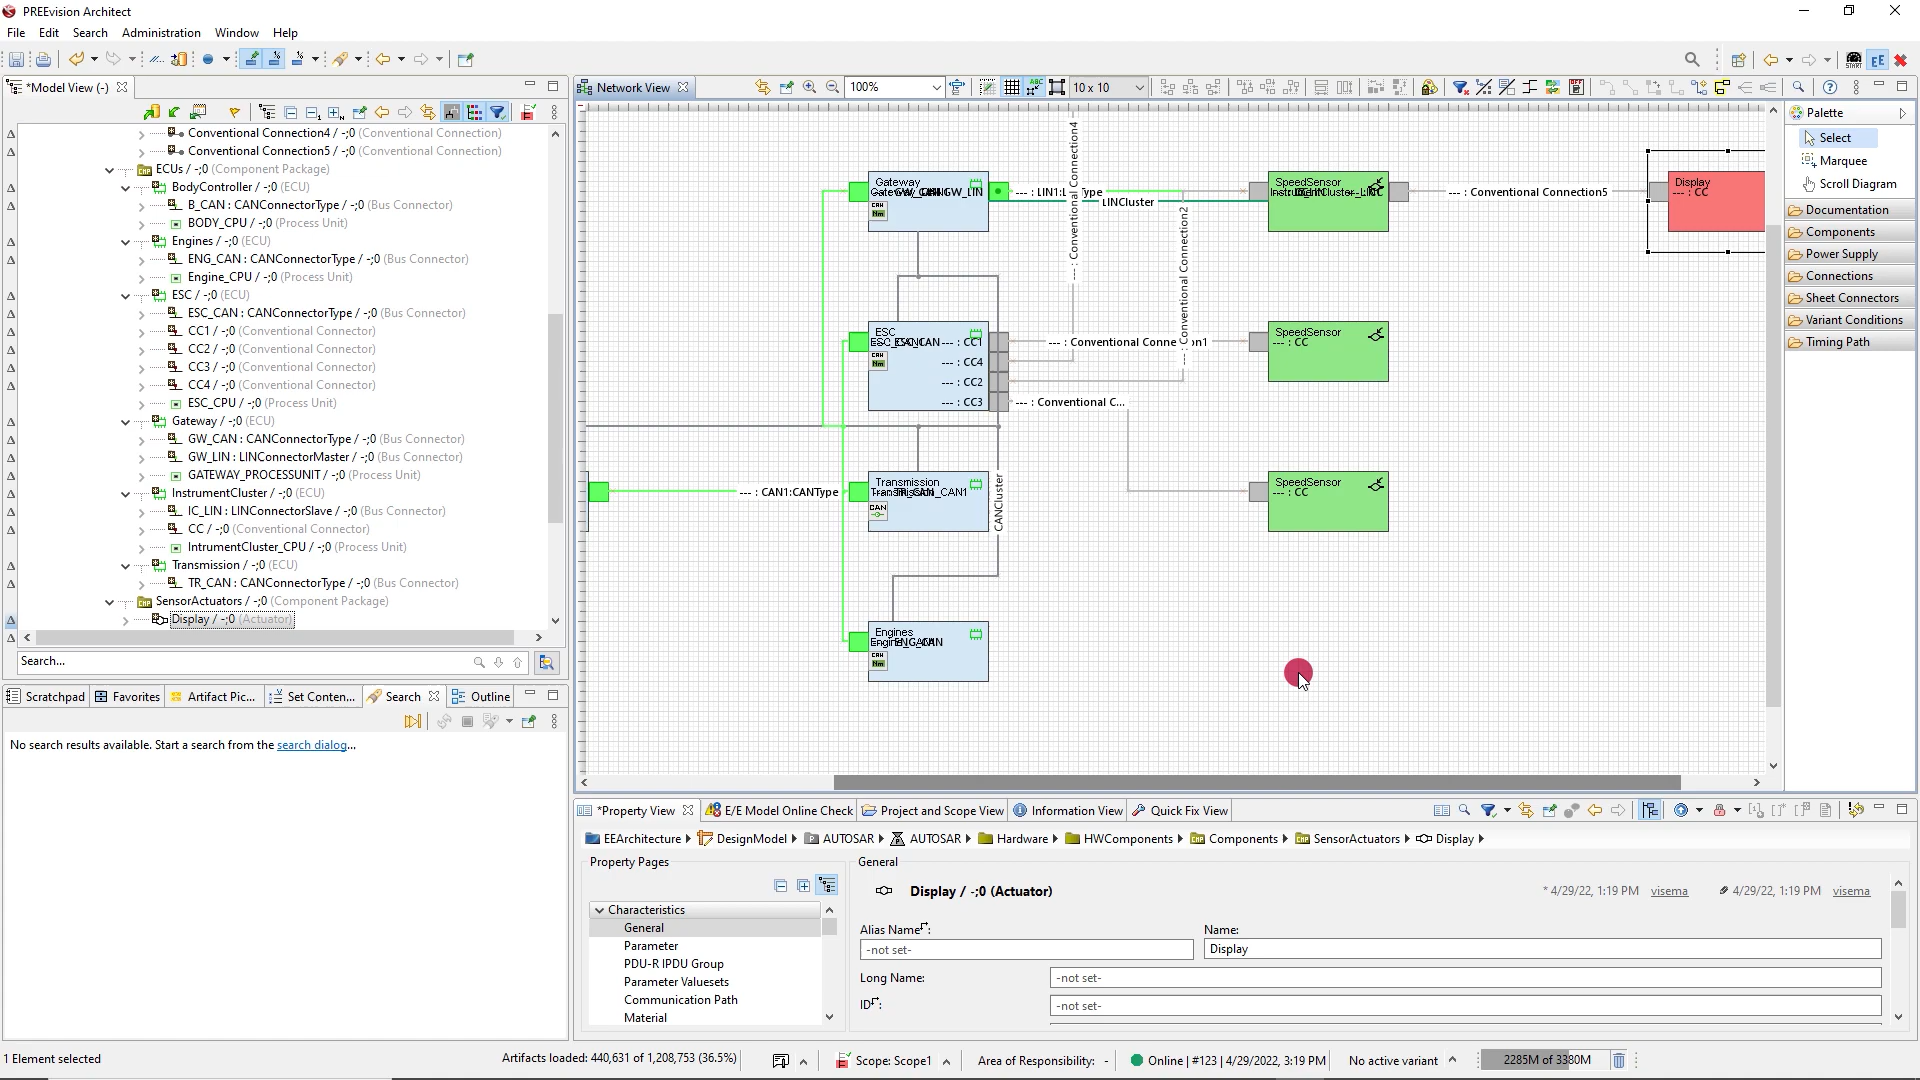 PREEvision Architect
File Edit Search Administration Window Help
*Model View (-)
Conventional Connection4 / -;0 (Conventional Connection)
Conventional Connection5 / -;0 (Conventional Connection)
ECUs / -;0 (Component Package)
BodyController / -;0 (ECU)
B_CAN : CANConnectorType / -;0 (Bus Connector)
BODY_CPU / -;0 (Process Unit)
Engines / -;0 (ECU)
ENG_CAN : CANConnectorType / -;0 (Bus Connector)
Engine_CPU / -;0 (Process Unit)
ESC / -;0 (ECU)
ESC_CAN : CANConnectorType / -;0 (Bus Connector)
CC1 / -;0 (Conventional Connector)
CC2 / -;0 (Conventional Connector)
CC3 / -;0 (Conventional Connector)
CC4 / -;0 (Conventional Connector)
ESC_CPU / -;0 (Process Unit)
Gateway / -;0 (ECU)
GW_CAN : CANConnectorType / -;0 (Bus Connector)
GW_LIN : LINConnectorMaster / -;0 (Bus Connector)
GATEWAY_PROCESSUNIT / -;0 (Process Unit)
InstrumentCluster / -;0 (ECU)
IC_LIN : LINConnectorSlave / -;0 (Bus Connector)
CC / -;0 (Conventional Connector)
IntrumentCluster_CPU / -;0 (Process Unit)
Transmission / -;0 (ECU)
TR_CAN : CANConnectorType / -;0 (Bus Connector)
SensorActuators / -;0 (Component Package)
Display / -;0 (Actuator)
Search...
Scratchpad Favorites Artifact Pic... Set Conten... Search Outline
No search results available. Start a search from the search dialog...
Network View
100%
10 x 10
Gateway
GW_LIN
--- : LIN1:L Type
LINCluster
--- : Conventional Connection4
--- : Conventional Connection2
SpeedSensor
--- : Conventional Connection5
Display
--- : CC
ESC
--- : CC1
--- : CC4
--- : CC2
--- : CC3
CAN
Nm
--- : Conventional Conne on1
SpeedSensor
--- : CC
--- : Conventional C...
--- : CAN1:CANType
Transmission
CAN
CANCluster
SpeedSensor
--- : CC
Engines
CAN
Nm
Palette
Select
Marquee
Scroll Diagram
Documentation
Components
Power Supply
Connections
Sheet Connectors
Variant Conditions
Timing Path
*Property View E/E Model Online Check Project and Scope View Information View Quick Fix View
EEArchitecture DesignModel AUTOSAR AUTOSAR Hardware HWComponents Components SensorActuators Display
Property Pages
Characteristics
General
Parameter
PDU-R IPDU Group
Parameter Valuesets
Communication Path
Material
General
Display / -;0 (Actuator)
* 4/29/22, 1:19 PM visema 4/29/22, 1:19 PM visema
Alias Name: Name:
-not set- Display
Long Name: -not set-
ID: -not set-
1 Element selected
Artifacts loaded: 440,631 of 1,208,753 (36.5%)
Scope: Scope1
Area of Responsibility: -
Online | #123 | 4/29/2022, 3:19 PM
No active variant
2285M of 3380M